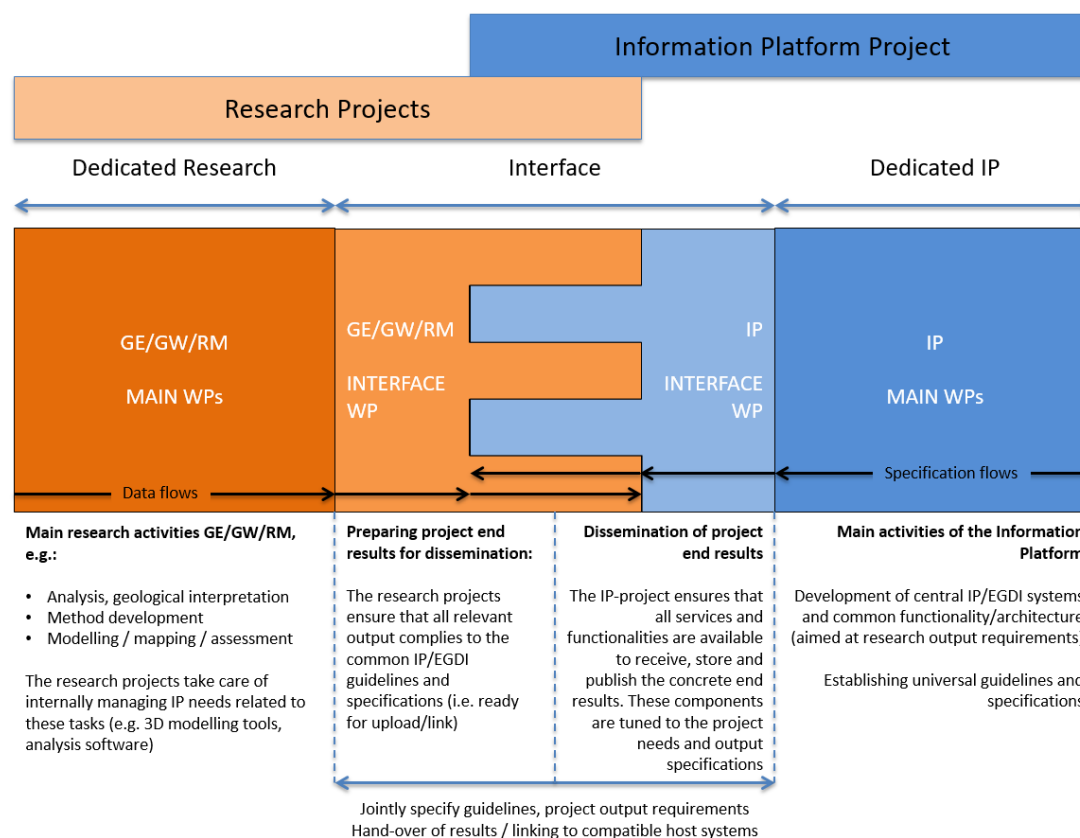 Information Platform Project
Research Projects
Dedicated Research
Interface
Dedicated IP
GE/GW/RM
MAIN WPs
GE/GW/RM
INTERFACE
WP
IP
INTERFACE
WP
IP
MAIN WPs
Specification flows
Data flows
Main research activities GE/GW/RM,
e.g.:
• Analysis, geological interpretation
• Method development
• Modelling / mapping / assessment
The research projects take care of
internally managing IP needs related to
these tasks (e.g. 3D modelling tools,
analysis software)
Preparing project end
results for dissemination:
The research projects
ensure that all relevant
output complies to the
common IP/EGDI
guidelines and
specifications (i.e. ready
for upload/link)
Dissemination of project
end results
The IP-project ensures that
all services and
functionalities are available
to receive, store and
publish the concrete end
results. These components
are tuned to the project
needs and output
specifications
Main activities of the Information
Platform
Development of central IP/EGDI systems
and common functionality/architecture
(aimed at research output requirements)
Establishing universal guidelines and
specifications
Jointly specify guidelines, project output requirements
Hand-over of results / linking to compatible host systems